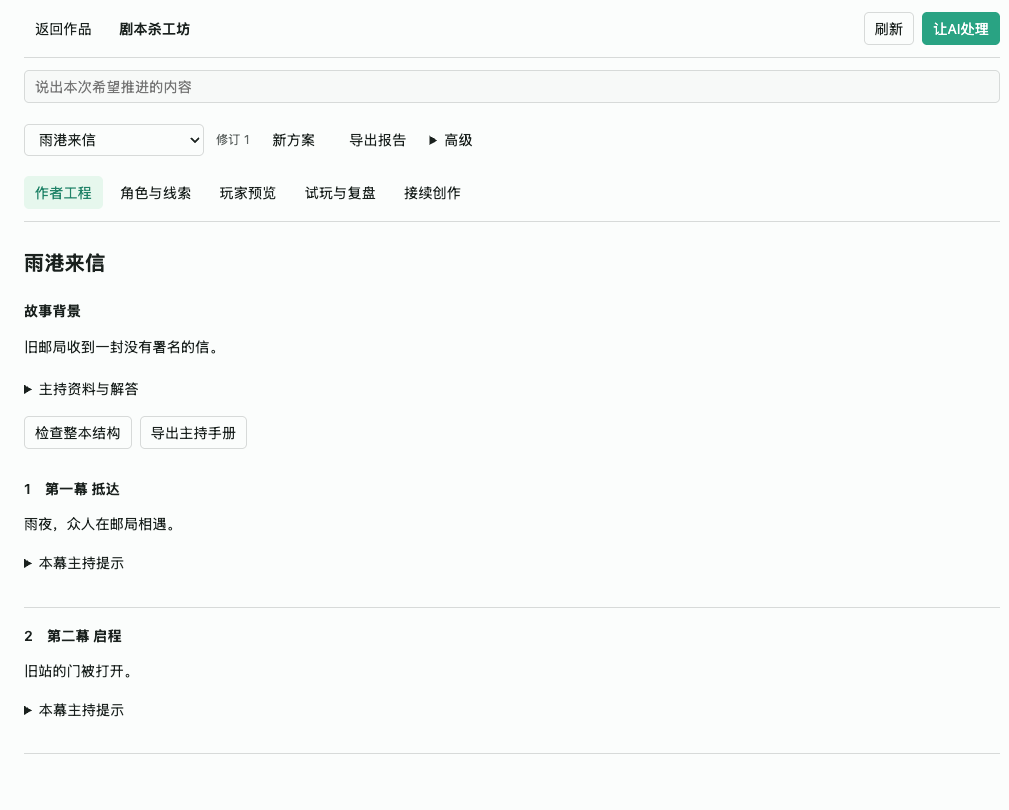 返回作品 剧本杀工坊 刷新 让AI处理
说出本次希望推进的内容
雨港来信 修订 1 新方案 导出报告 ▶ 高级
作者工程 角色与线索 玩家预览 试玩与复盘 接续创作
雨港来信
故事背景
旧邮局收到一封没有署名的信。
▶ 主持资料与解答
检查整本结构 导出主持手册
1 第一幕 抵达
雨夜，众人在邮局相遇。
▶ 本幕主持提示
2 第二幕 启程
旧站的门被打开。
▶ 本幕主持提示